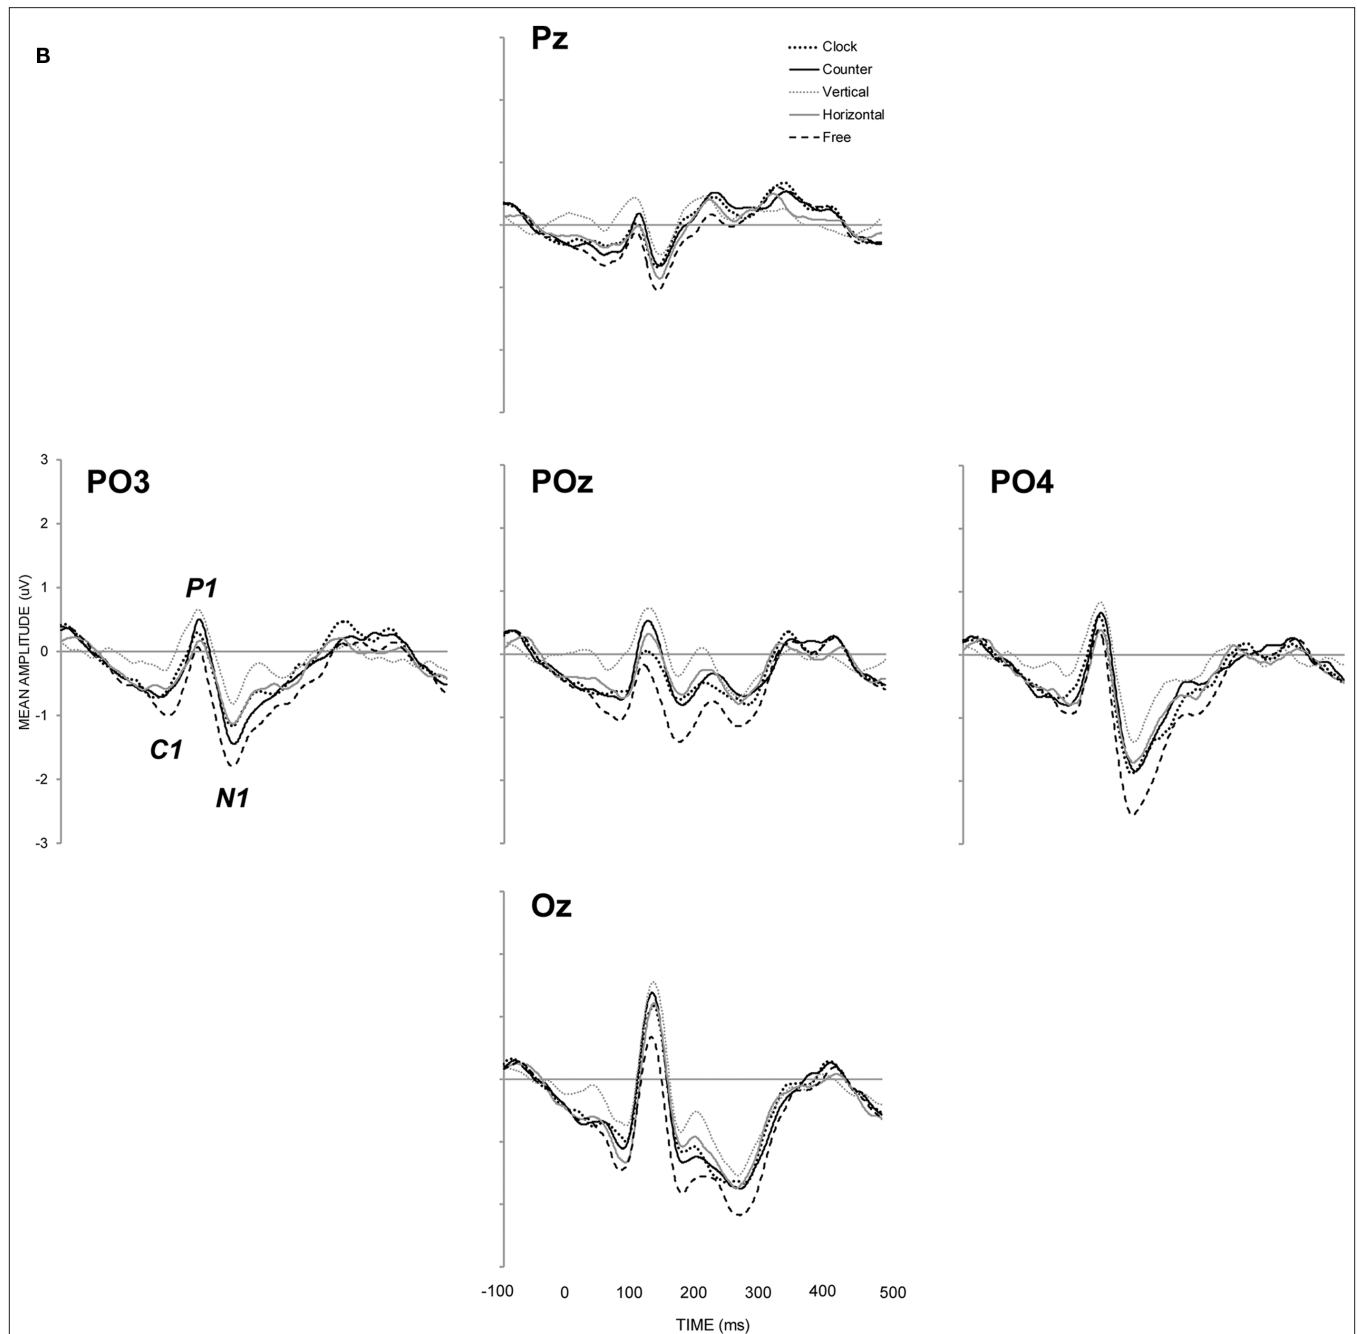 B
Pz
Clock
Counter
Vertical
Horizontal
Free
PO3
POz
PO4
3
2
1
0
-1
-2
-3
MEAN AMPLITUDE (uV)
P1
C1
N1
Oz
-100 0 100 200 300 400 500
TIME (ms)